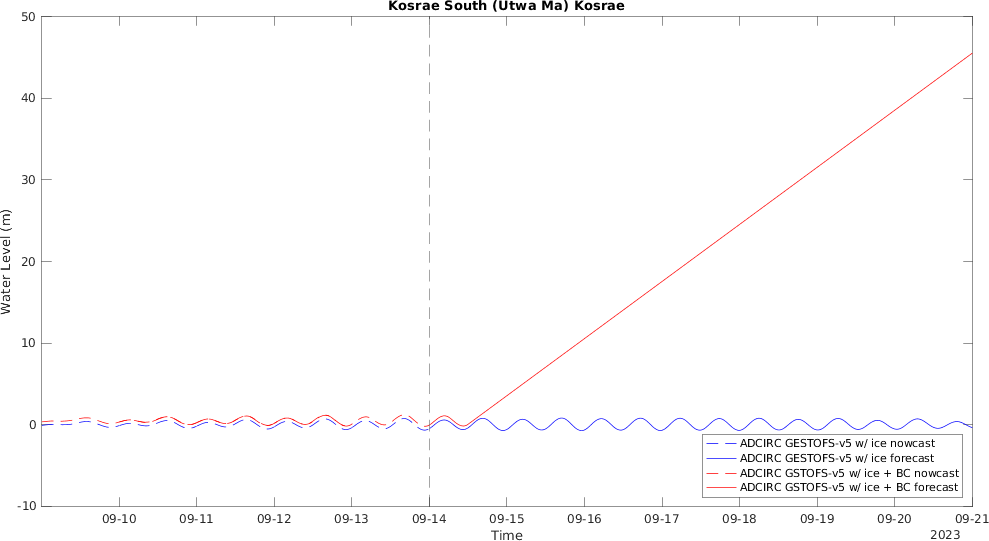 Kosrae South (Utwa Ma) Kosrae
50
40
30
20
10
0
-10
Water Level (m)
ADCIRC GESTOFS-v5 w/ ice nowcast
ADCIRC GESTOFS-v5 w/ ice forecast
ADCIRC GSTOFS-v5 w/ ice + BC nowcast
ADCIRC GSTOFS-v5 w/ ice + BC forecast
09-10 09-11 09-12 09-13 09-14 09-15 09-16 09-17 09-18 09-19 09-20 09-21
Time
2023